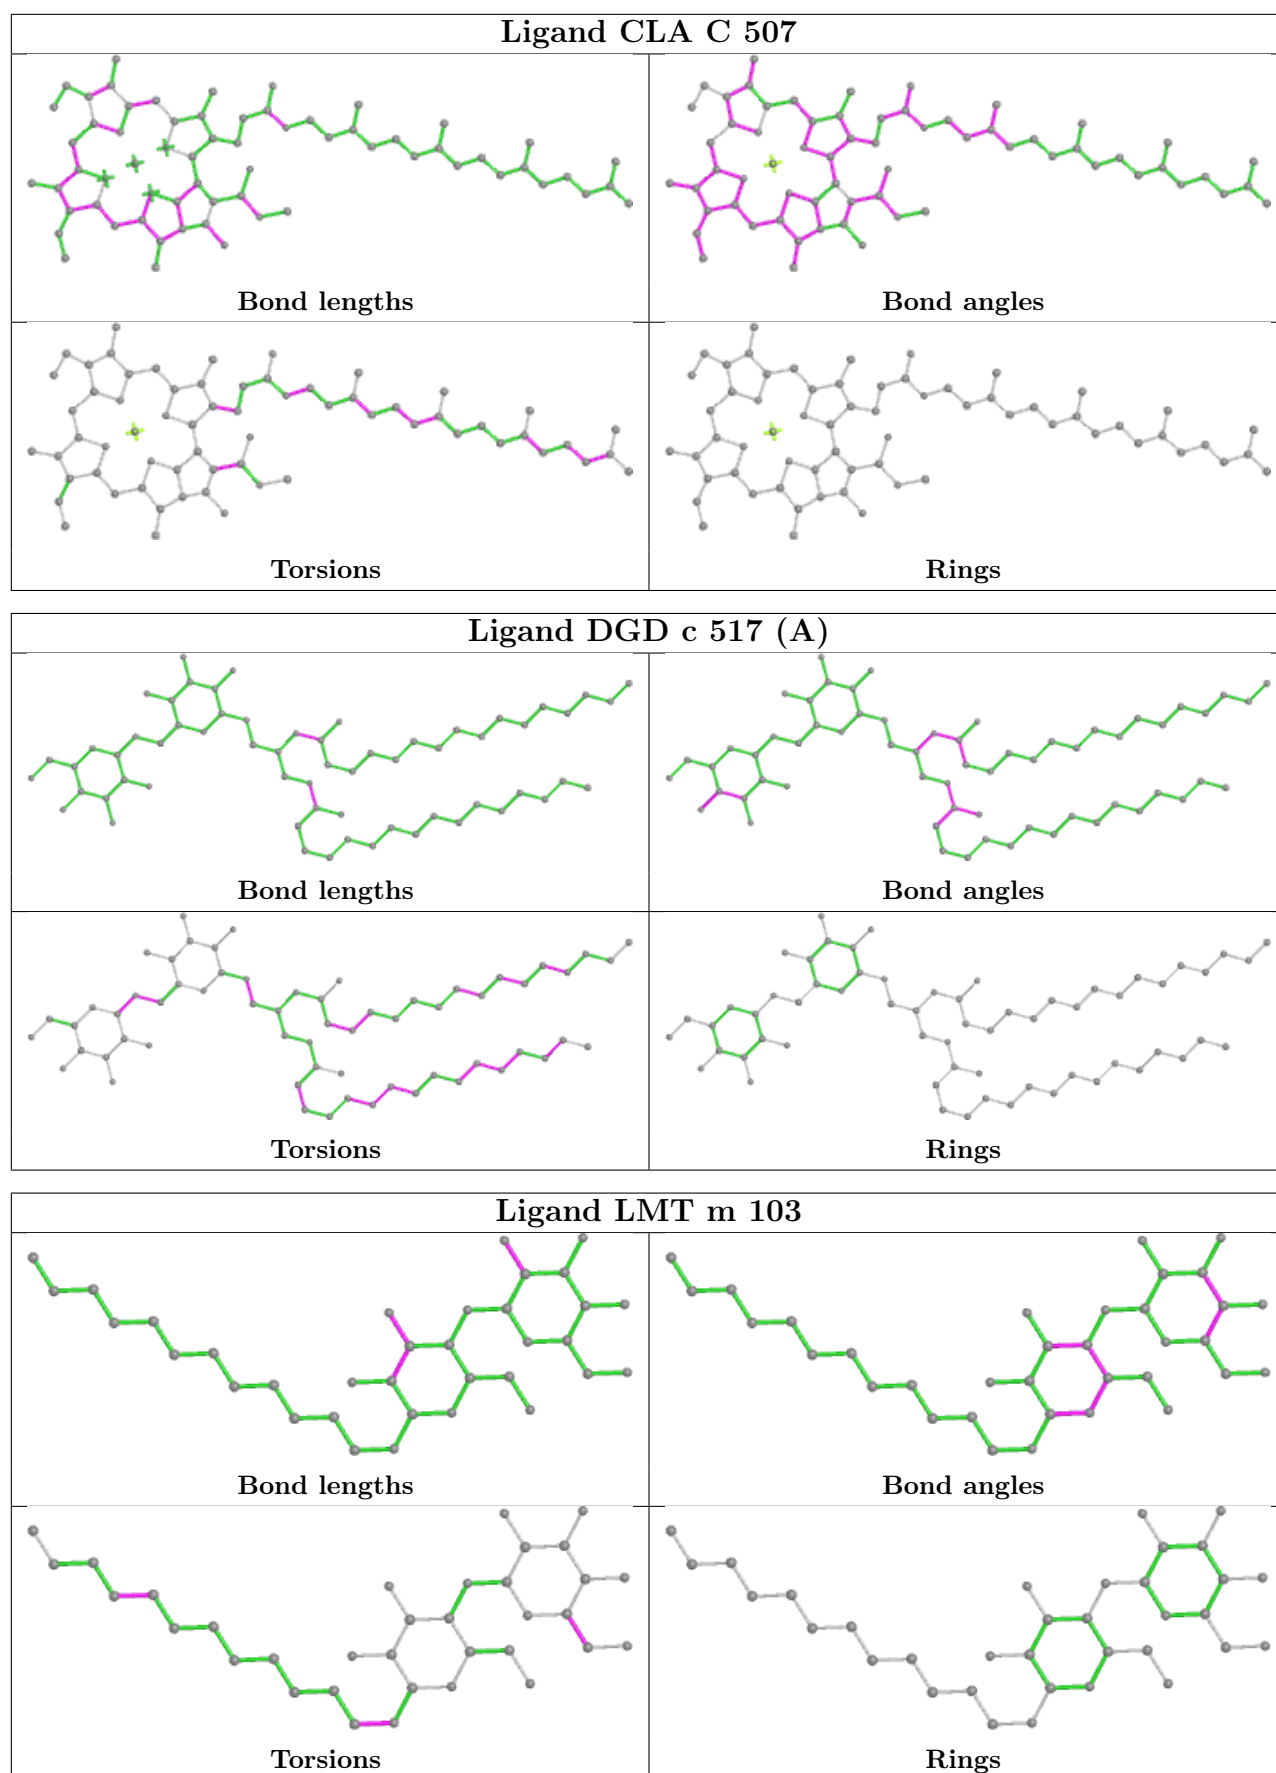 Ligand CLA C 507
Bond lengths
Bond angles
Torsions
Rings
Ligand DGD c 517 (A)
Bond lengths
Bond angles
Torsions
Rings
Ligand LMT m 103
Bond lengths
Bond angles
Torsions
Rings